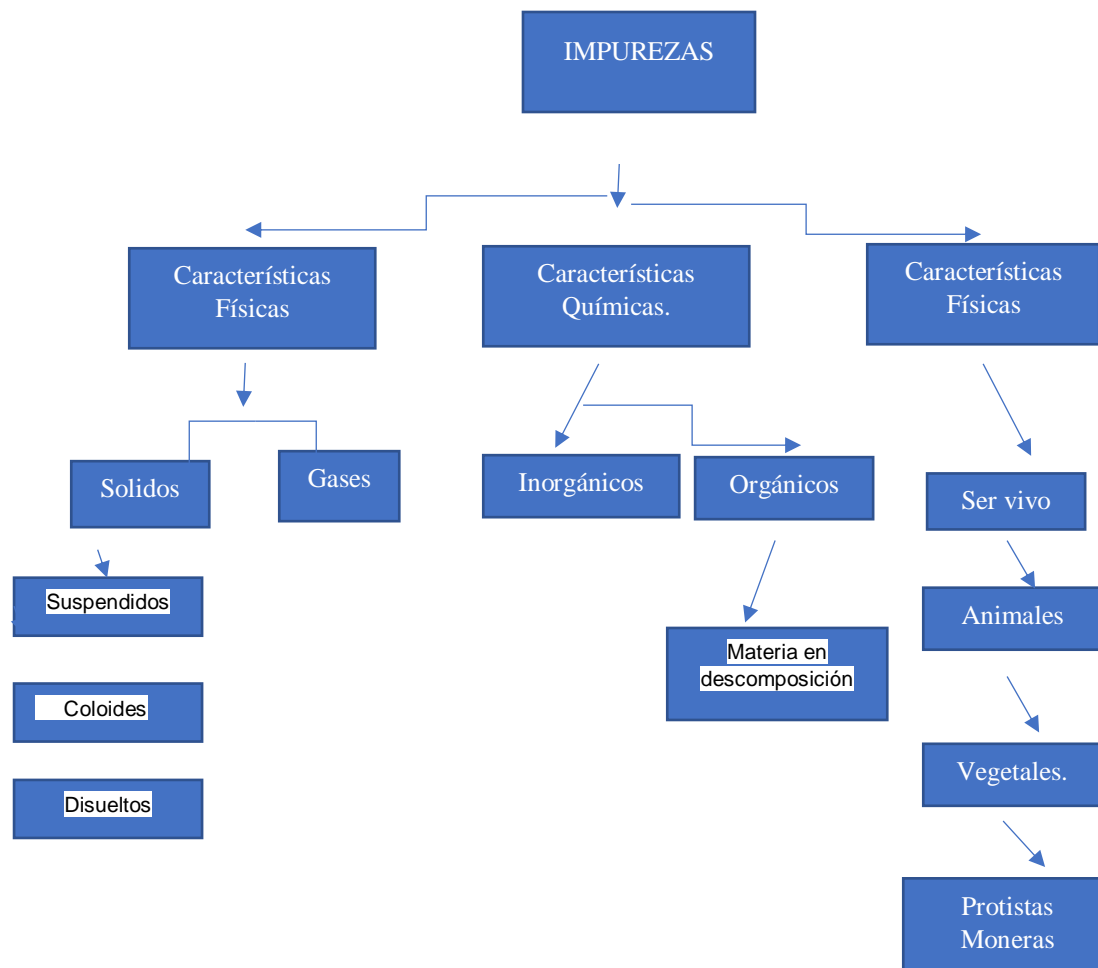 IMPUREZAS
Características
Físicas
Características
Químicas.
Características
Físicas
Solidos
Gases
Inorgánicos
Orgánicos
Ser vivo
Suspendidos
Animales
Materia en
descomposición
Coloides
Vegetales.
Disueltos
Protistas
Moneras